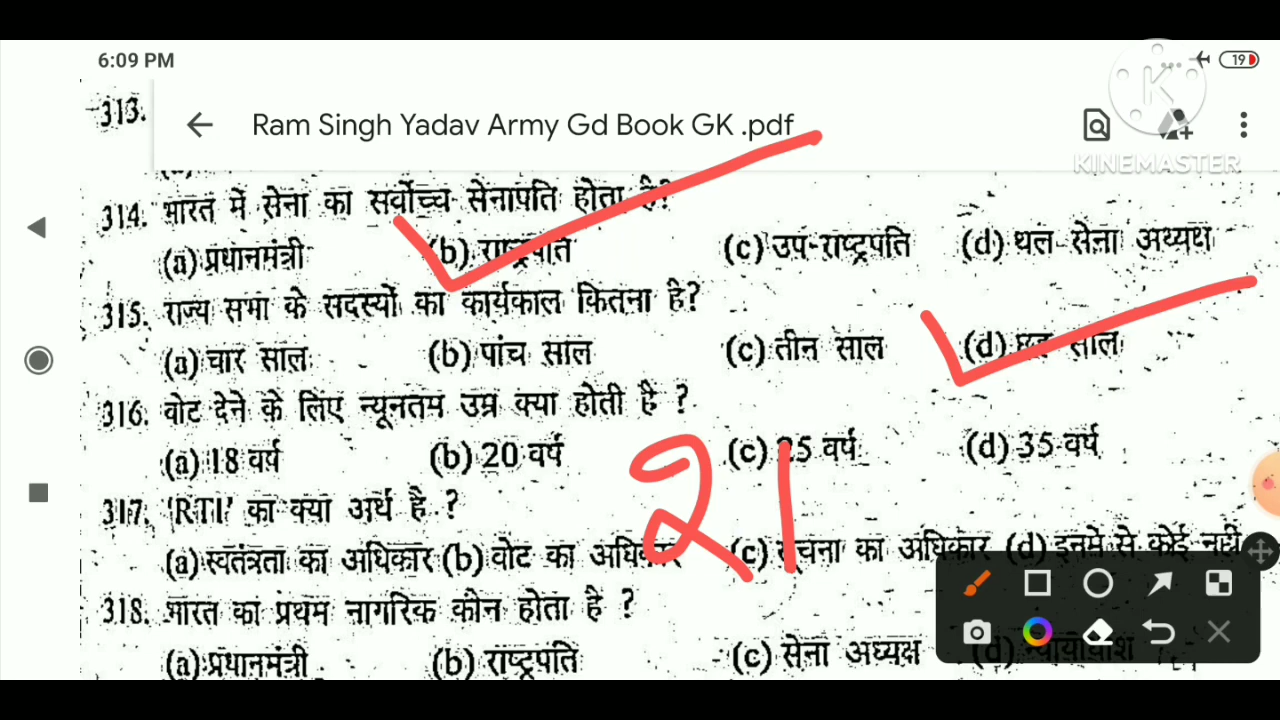 6:09 PM
19
313.
Ram Singh Yadav Army Gd Book GK .pdf
KINEMASTER
314. भारत में सेना का सर्वोच्च सेनापति होता है?
(a) प्रधानमंत्री (b) राष्ट्रपति (c) उप-राष्ट्रपति (d) थल सेना अध्यक्ष
315. राज्य सभा के सदस्यों का कार्यकाल कितना है?
(a) चार साल (b) पांच साल (c) तीन साल (d) छह साल
316. वोट देने के लिए न्यूनतम उम्र क्या होती है ?
(a) 18 वर्ष (b) 20 वर्ष (c) 25 वर्ष (d) 35 वर्ष
21
317. 'RTI' का क्या अर्थ है ?
(a) स्वतंत्रता का अधिकार (b) वोट का अधिकार (c) सूचना का अधिकार (d) इनमें से कोई नहीं
318. भारत का प्रथम नागरिक कौन होता है ?
(a) प्रधानमंत्री (b) राष्ट्रपति (c) सेना अध्यक्ष (d)